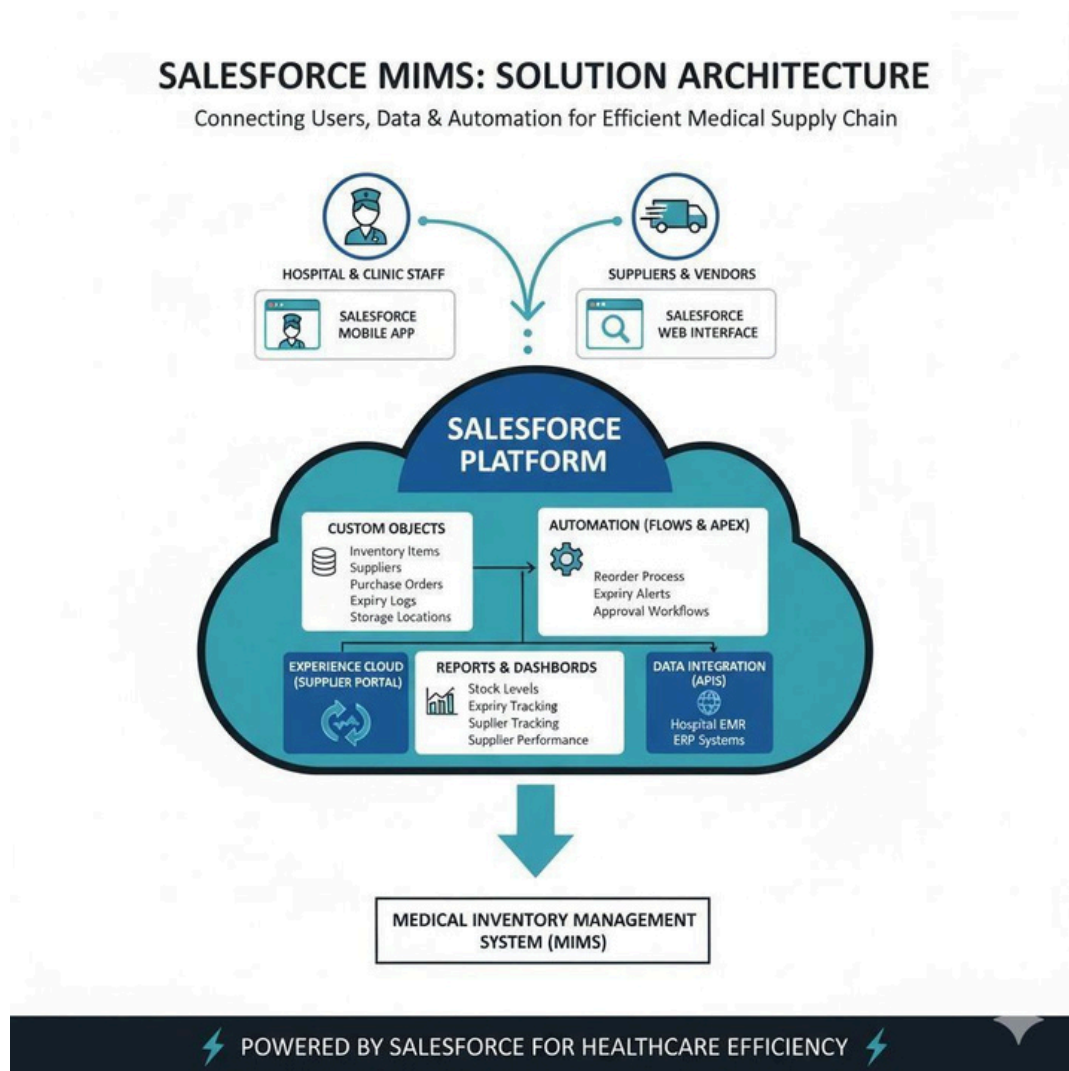 SALESFORCE MIMS: SOLUTION ARCHITECTURE
Connecting Users, Data & Automation for Efficient Medical Supply Chain
HOSPITAL & CLINIC STAFF
SALESFORCE
MOBILE APP
SUPPLIERS & VENDORS
SALESFORCE
WEB INTERFACE
SALESFORCE
PLATFORM
CUSTOM OBJECTS
Inventory Items
Suppliers
Purchase Orders
Expiry Logs
Storage Locations
AUTOMATION (FLOWS & APEX)
Reorder Process
Expriry Alerts
Approval Workflows
EXPERIENCE CLOUD
(SUPPLIER PORTAL)
REPORTS & DASHBORDS
Stock Levels
Expriry Tracking
Suplier Tracking
Supplier Performance
DATA INTEGRATION
(APIS)
Hospital EMR
ERP Systems
MEDICAL INVENTORY MANAGEMENT
SYSTEM (MIMS)
POWERED BY SALESFORCE FOR HEALTHCARE EFFICIENCY